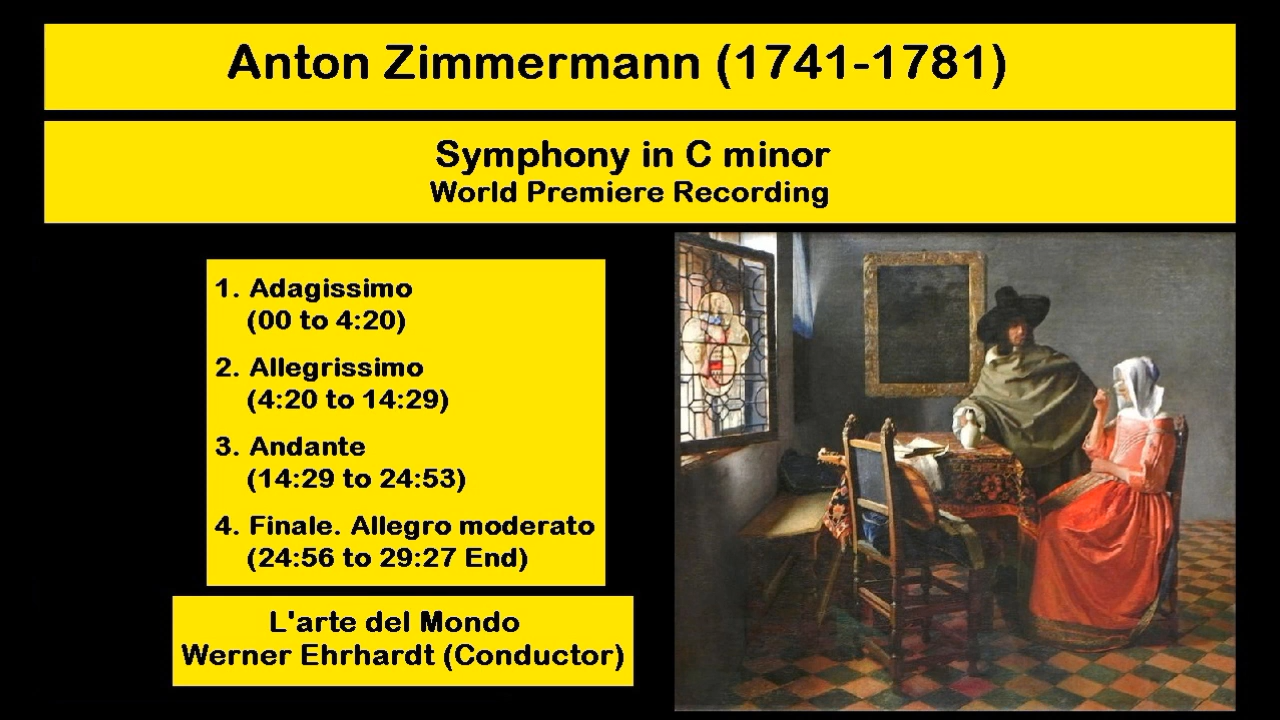 Anton Zimmermann (1741-1781)
Symphony in C minor
World Premiere Recording
1. Adagissimo
(00 to 4:20)
2. Allegrissimo
(4:20 to 14:29)
3. Andante
(14:29 to 24:53)
4. Finale. Allegro moderato
(24:56 to 29:27 End)
L'arte del Mondo
Werner Ehrhardt (Conductor)